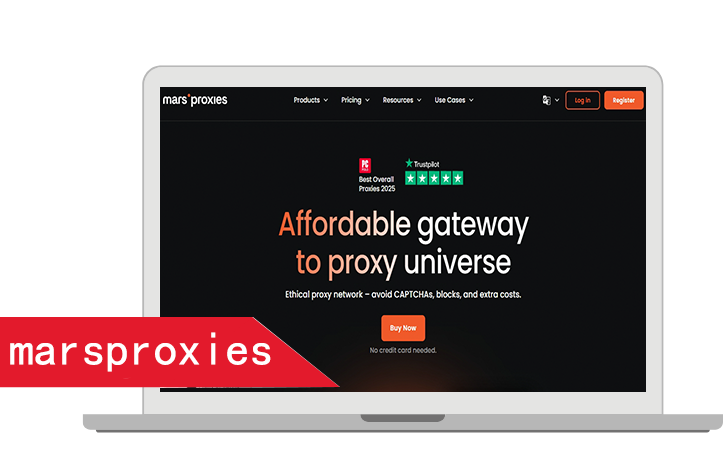 mars proxies
Products Pricing Resources Use Cases
Log in Register
PC
Best Overall
Proxies 2025
Trustpilot
Affordable gateway
to proxy universe
Ethical proxy network – avoid CAPTCHAs, blocks, and extra costs.
Buy Now
No credit card needed.
marsproxies